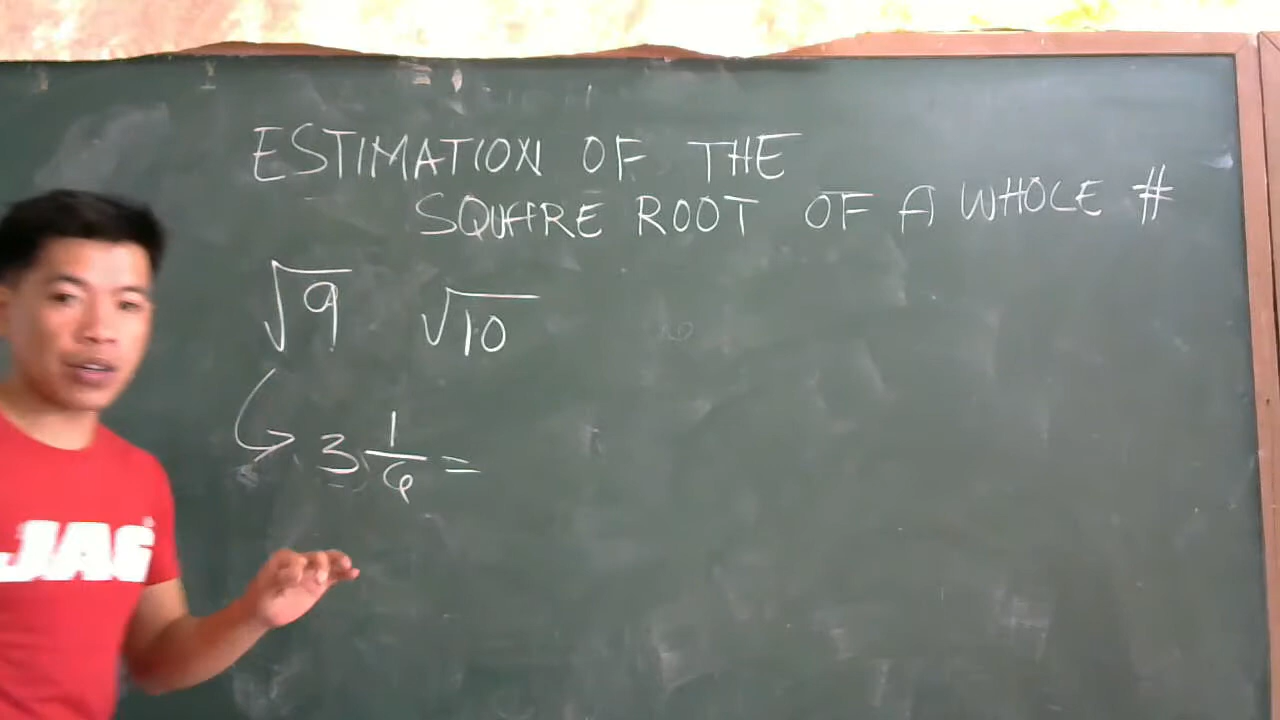 ESTIMATION OF THE
SQUARE ROOT OF A WHOLE #
√9 √10
3 1/6 =
JAG